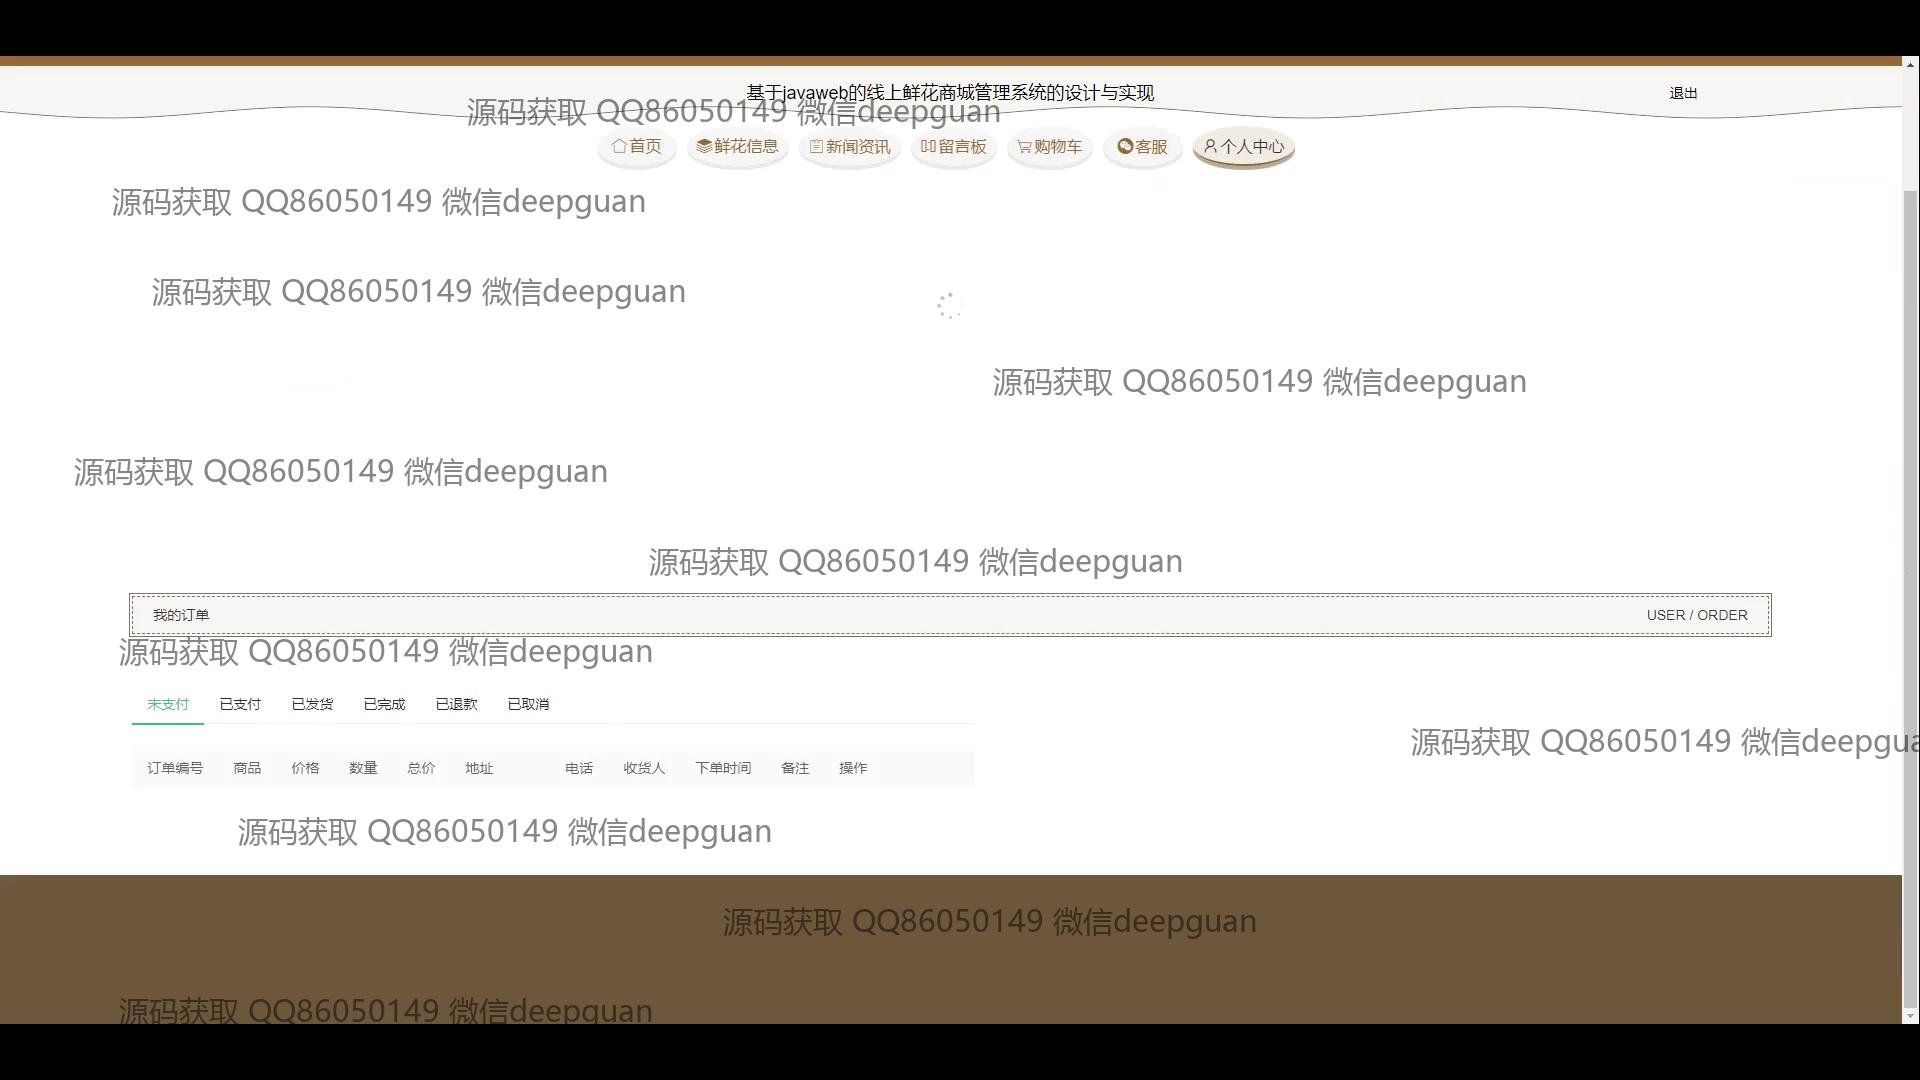 基于javaweb的线上鲜花商城管理系统的设计与实现
退出
源码获取 QQ86050149 微信deepguan
首页 鲜花信息 新闻资讯 留言板 购物车 客服 个人中心
源码获取 QQ86050149 微信deepguan
源码获取 QQ86050149 微信deepguan
源码获取 QQ86050149 微信deepguan
源码获取 QQ86050149 微信deepguan
源码获取 QQ86050149 微信deepguan
我的订单 USER / ORDER
源码获取 QQ86050149 微信deepguan
未支付 已支付 已发货 已完成 已退款 已取消
源码获取 QQ86050149 微信deepgua
订单编号 商品 价格 数量 总价 地址 电话 收货人 下单时间 备注 操作
源码获取 QQ86050149 微信deepguan
源码获取 QQ86050149 微信deepguan
源码获取 QQ86050149 微信deepguan